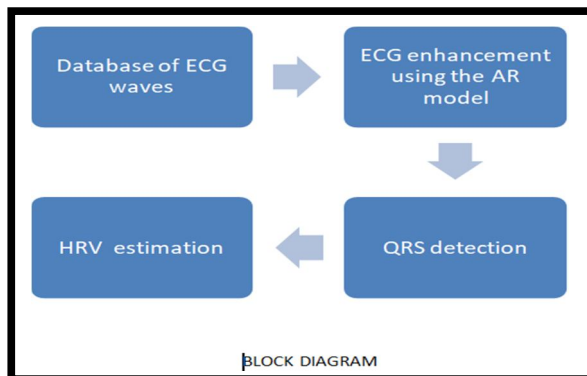 Database of ECG
waves
ECG enhancement
using the AR
model
QRS detection
HRV estimation
BLOCK DIAGRAM